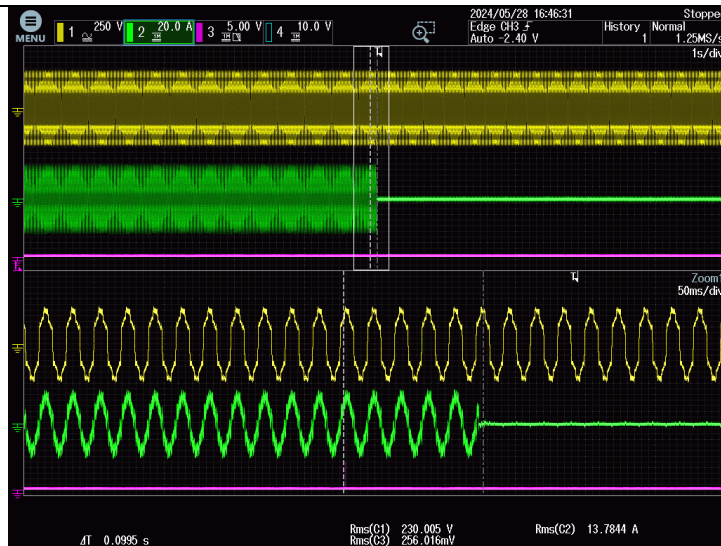 2024/05/28 16:46:31 Stoppe
MENU 1 250 V 2 20.0 A 3 5.00 V 4 10.0 V Edge CH3 Auto -2.40 V History 1 Normal 1.25MS/s
1s/div
T
T
Zoom1
50ms/div
Rms(C1) 230.005 V Rms(C2) 13.7844 A
ΔT 0.0995 s Rms(C3) 256.016mV